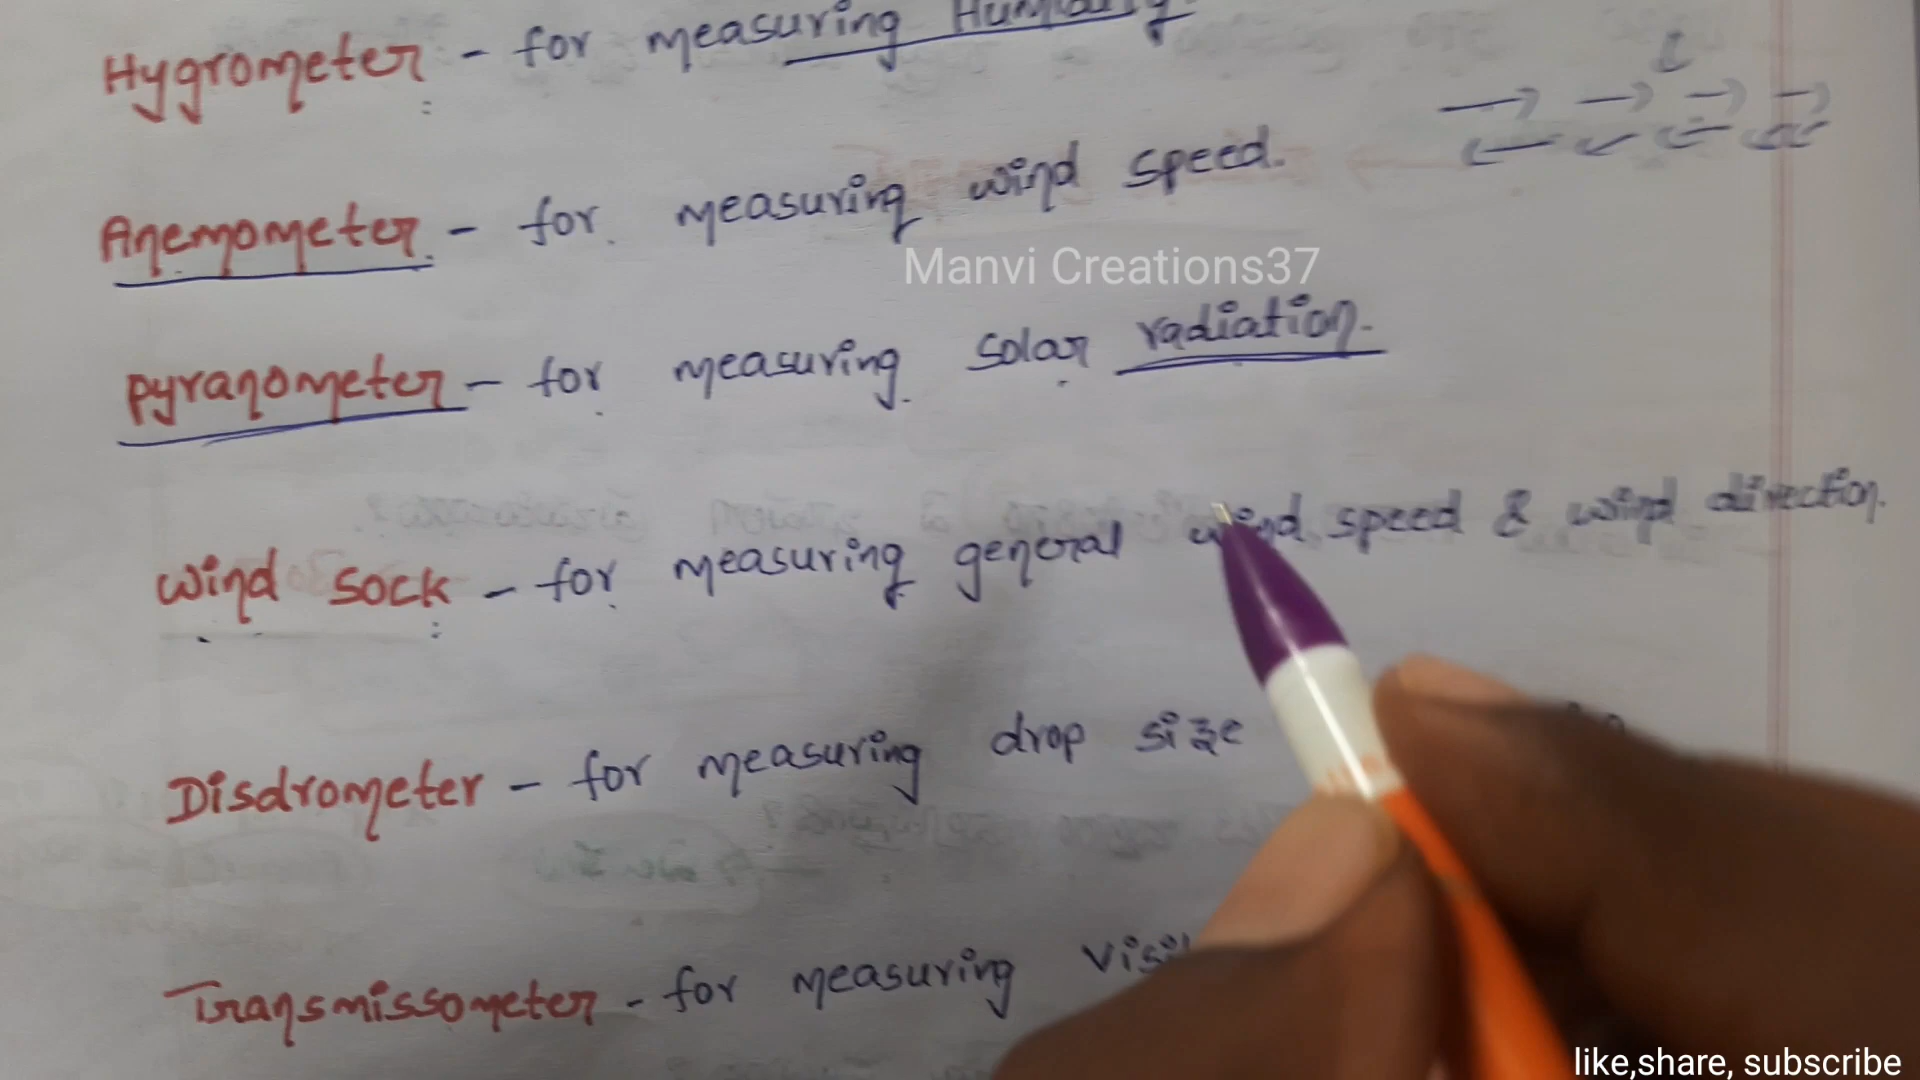 Hygrometer - for measuring Humidity.
Anemometer - for measuring wind speed.
Manvi Creations37
pyranometer - for measuring solar radiation.
wind sock - for measuring general wind speed & wind direction.
Disdrometer - for measuring drop size
Transmissometer - for measuring
like,share, subscribe